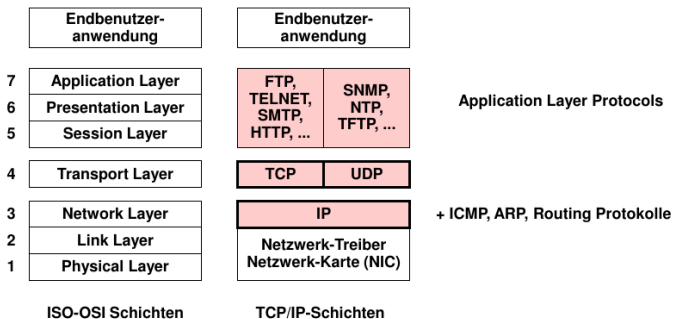 Endbenutzer-
anwendung
Endbenutzer-
anwendung
7 Application Layer
6 Presentation Layer
5 Session Layer
FTP,
TELNET,
SMTP,
HTTP, ...
SNMP,
NTP,
TFTP, ...
Application Layer Protocols
4 Transport Layer
TCP
UDP
3 Network Layer
IP
+ ICMP, ARP, Routing Protokolle
2 Link Layer
1 Physical Layer
Netzwerk-Treiber
Netzwerk-Karte (NIC)
ISO-OSI Schichten
TCP/IP-Schichten